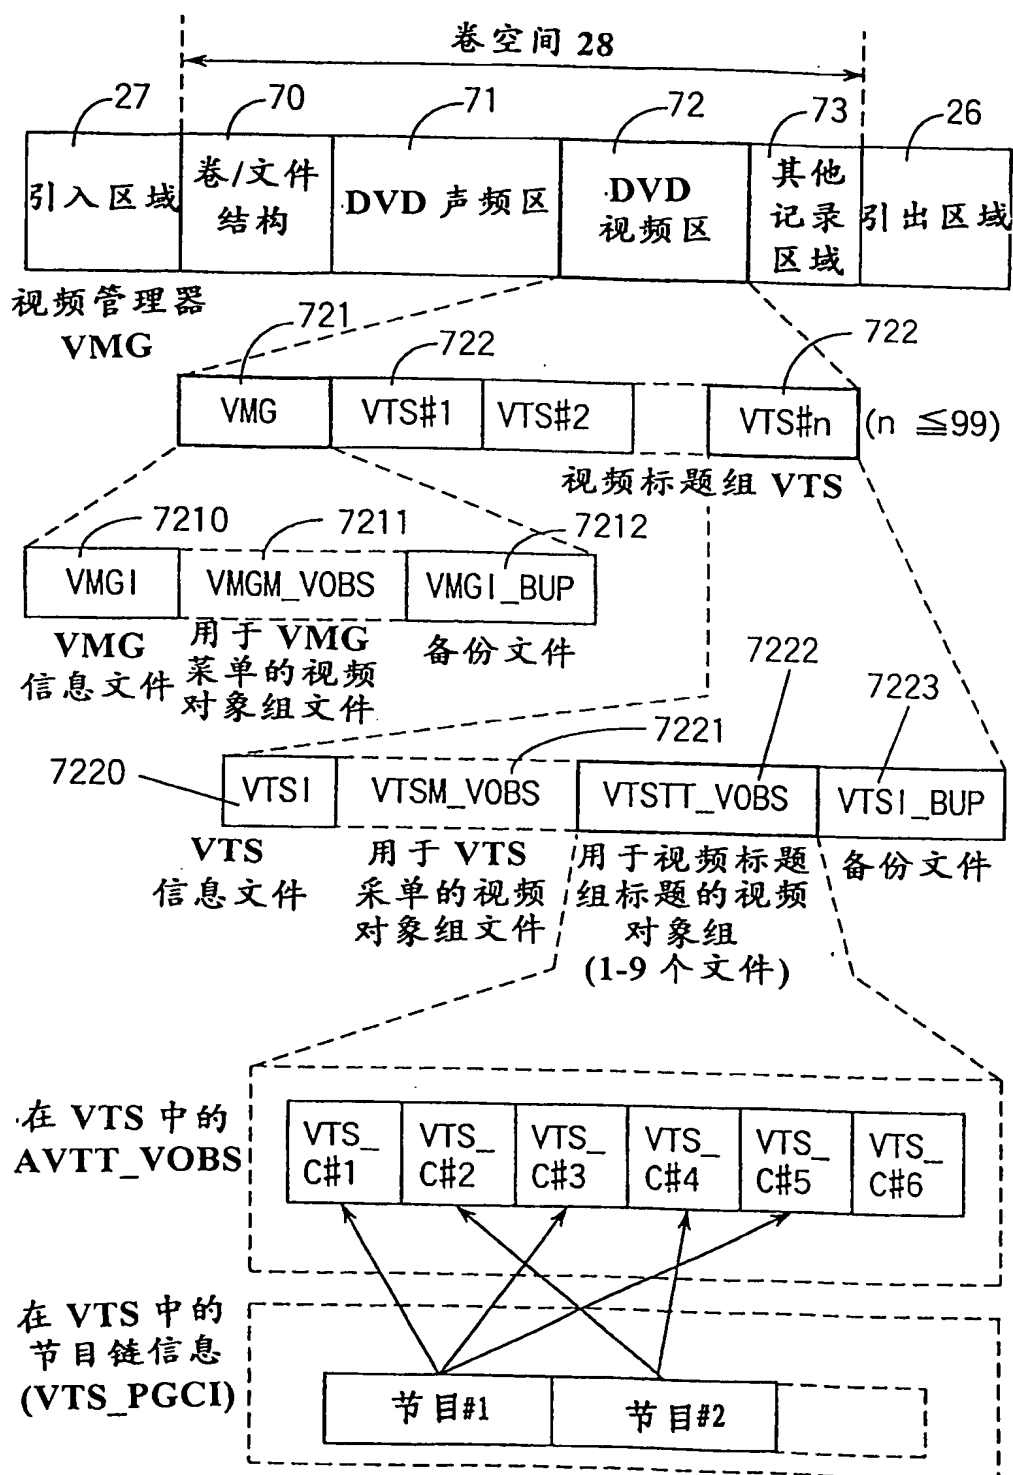 卷空间 28
27
70
71
72
73
26
引入区域
卷/文件
结构
DVD 声频区
DVD
视频区
其他
记录
区域
引出区域
视频管理器
VMG
721
722
722
VMG
VTS#1
VTS#2
VTS#n
(n ≦99)
视频标题组 VTS
7210
7211
7212
VMGI
VMGM_VOBS
VMGI_BUP
VMG
信息文件
用于 VMG
菜单的视频
对象组文件
备份文件
7220
7221
7222
7223
VTSI
VTSM_VOBS
VTSTT_VOBS
VTSI_BUP
VTS
信息文件
用于 VTS
采单的视频
对象组文件
用于视频标题
组标题的视频
对象组
(1-9 个文件)
备份文件
在 VTS 中的
AVTT_VOBS
VTS_
C#1
VTS_
C#2
VTS_
C#3
VTS_
C#4
VTS_
C#5
VTS_
C#6
在 VTS 中的
节目链信息
(VTS_PGCI)
节目#1
节目#2